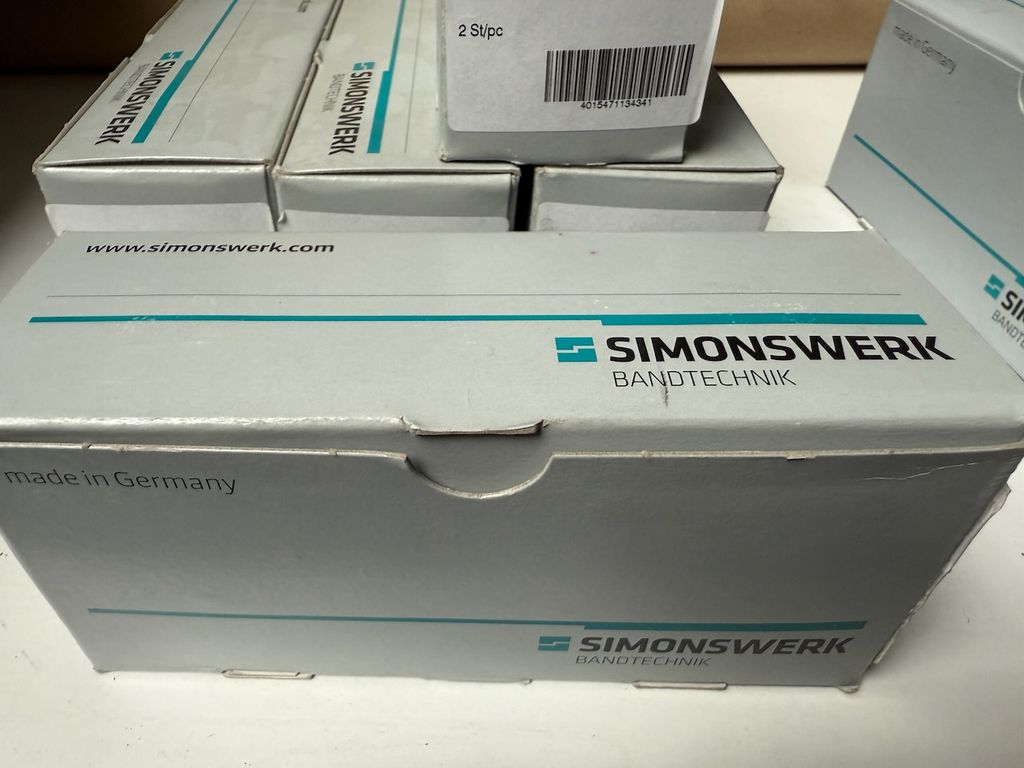 2 St/pc
4015471134341
made in Germany
SIMONSWERK
SIMONSWERK
BANDTECHNIK
www.simonswerk.com
SIMONSWERK
BANDTECHNIK
made in Germany
SIMONSWERK
BANDTECHNIK